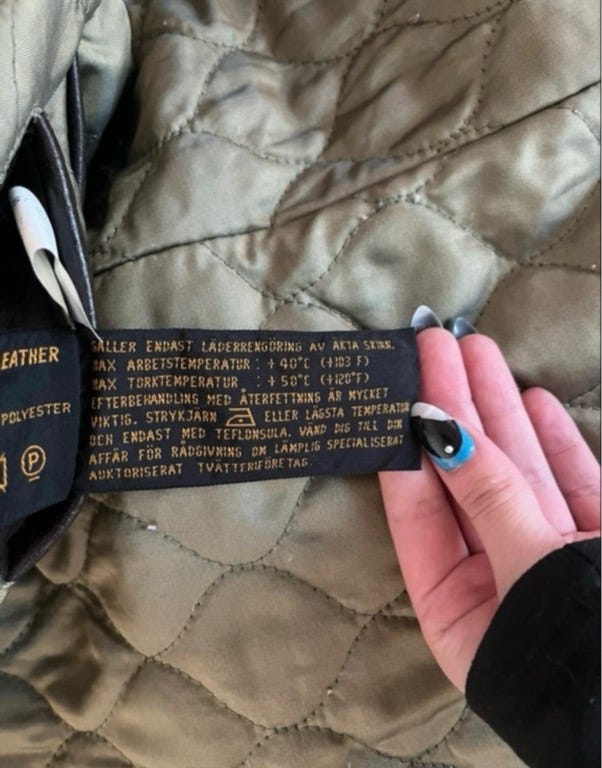 EATHER
POLYESTER
P
GÄLLER ENDAST LÄDERRENGÖRING AV ÄKTA SKINN.
MAX ARBETSTEMPERATUR : +40°C (+103 F)
MAX TORKTEMPERATUR : +50°C (+120°F)
EFTERBEHANDLING MED ÅTERFETTNING ÄR MYCKET
VIKTIG. STRYKJÄRN ELLER LÄGSTA TEMPERATUR
OCH ENDAST MED TEFLONSULA. VÄND DIG TILL DIN
AFFÄR FÖR RÅDGIVNING OM LÄMPLIG SPECIALISERAT
AUKTORISERAT TVÄTTERIFÖRETAG.